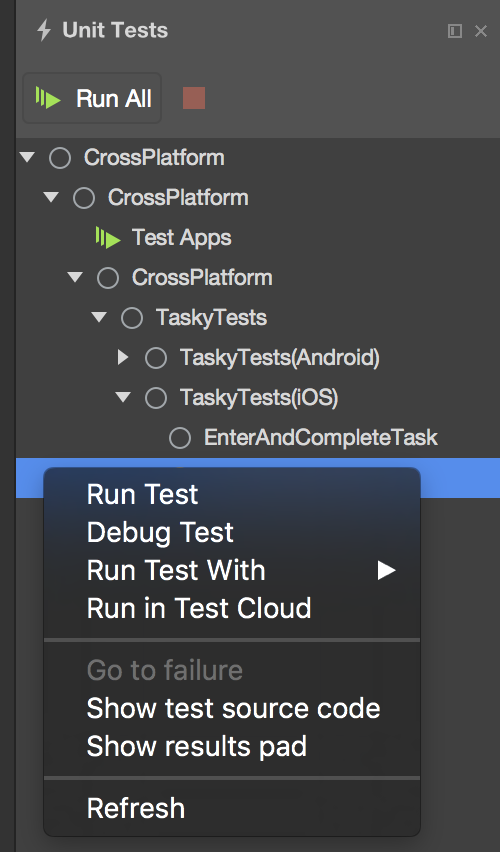 Unit Tests
Run All
CrossPlatform
CrossPlatform
Test Apps
CrossPlatform
TaskyTests
TaskyTests(Android)
TaskyTests(iOS)
EnterAndCompleteTask
Run Test
Debug Test
Run Test With
Run in Test Cloud
Go to failure
Show test source code
Show results pad
Refresh